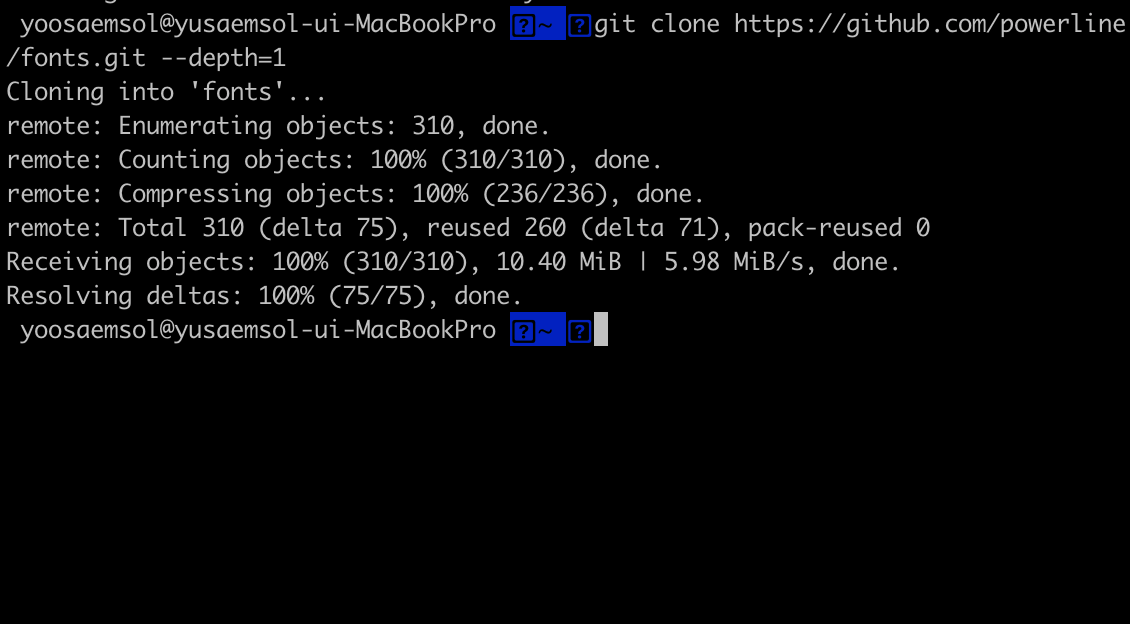 yoosaemsol@yusaemsol-ui-MacBookPro ?~ ?git clone https://github.com/powerline
/fonts.git --depth=1
Cloning into 'fonts'...
remote: Enumerating objects: 310, done.
remote: Counting objects: 100% (310/310), done.
remote: Compressing objects: 100% (236/236), done.
remote: Total 310 (delta 75), reused 260 (delta 71), pack-reused 0
Receiving objects: 100% (310/310), 10.40 MiB | 5.98 MiB/s, done.
Resolving deltas: 100% (75/75), done.
yoosaemsol@yusaemsol-ui-MacBookPro ?~ ?